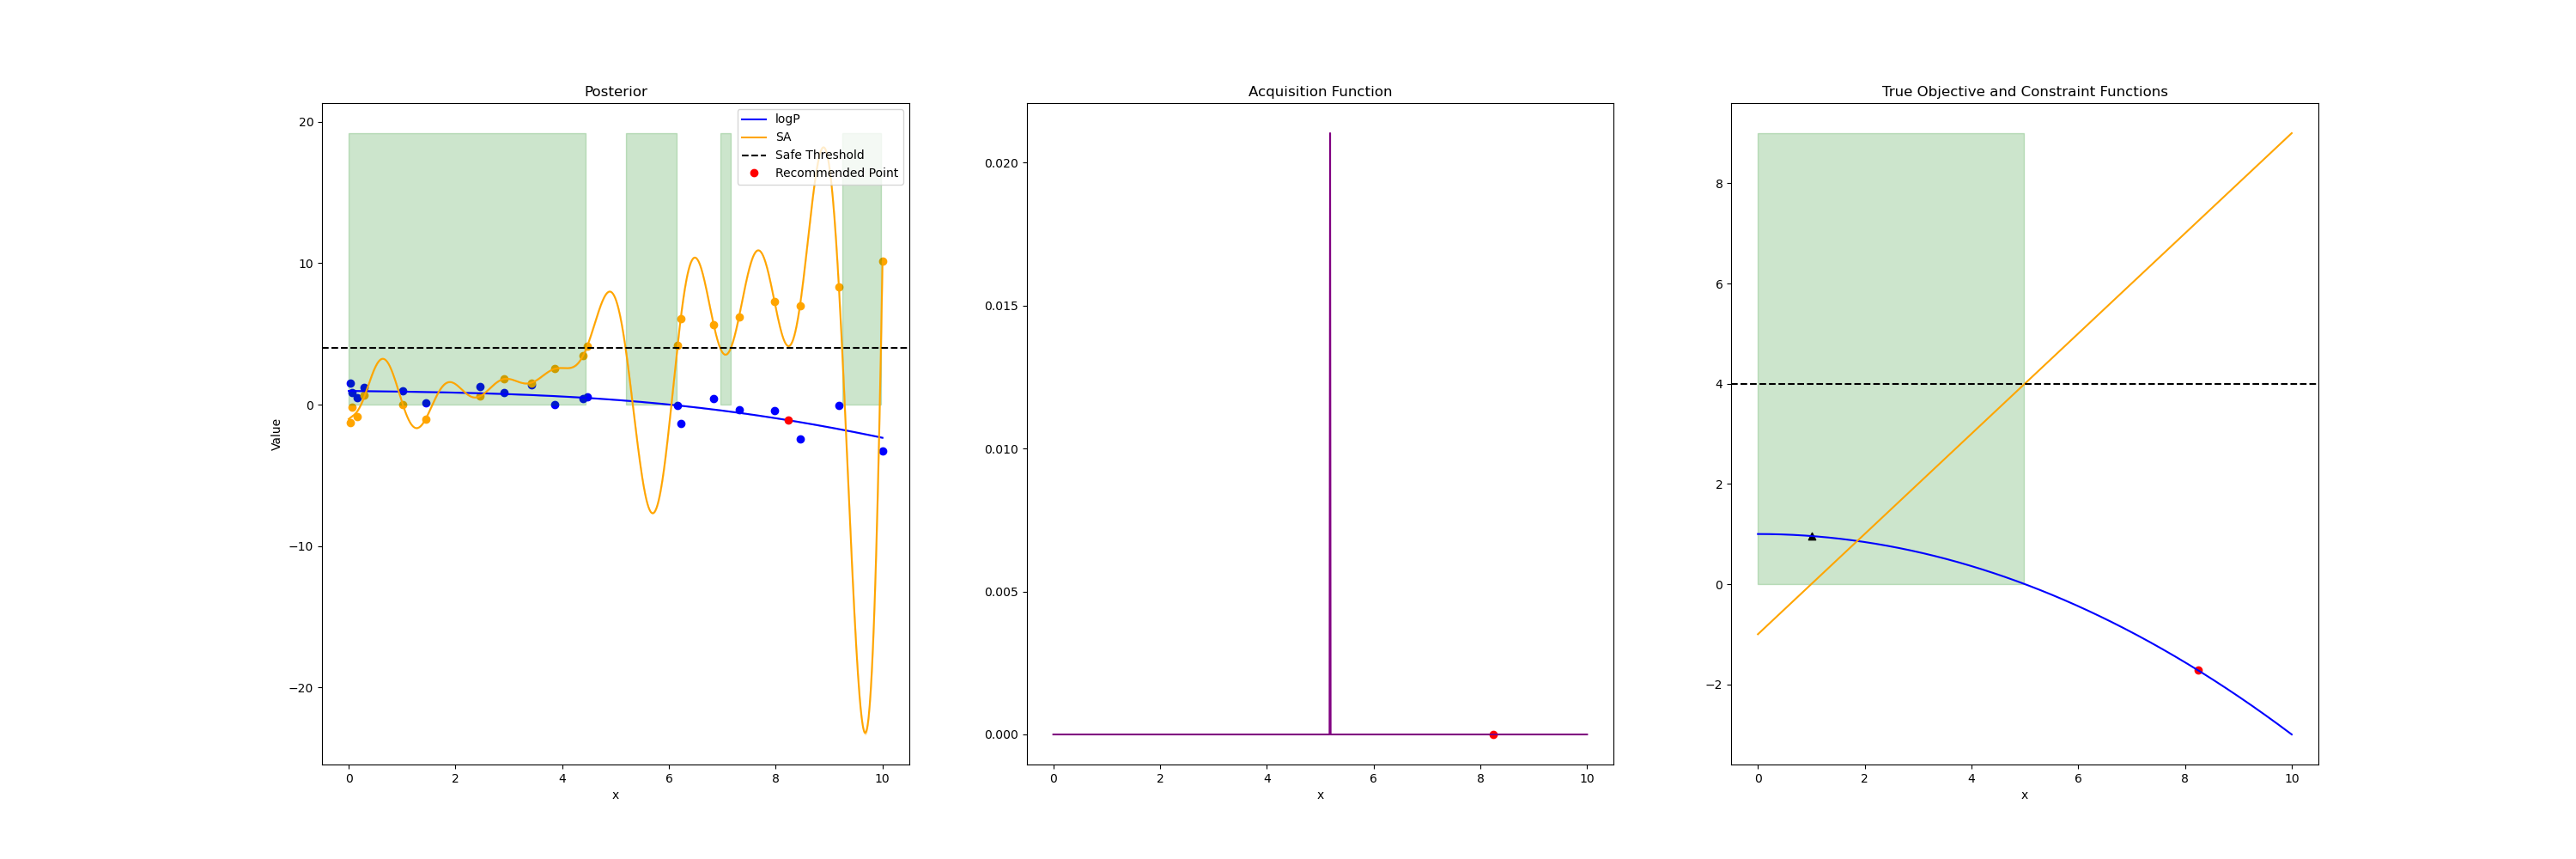 Posterior
20
10
0
−10
−20
Value
0 2 4 6 8 10
x
logP
SA
Safe Threshold
Recommended Point
Acquisition Function
0.020
0.015
0.010
0.005
0.000
0 2 4 6 8 10
x
True Objective and Constraint Functions
8
6
4
2
0
−2
0 2 4 6 8 10
x